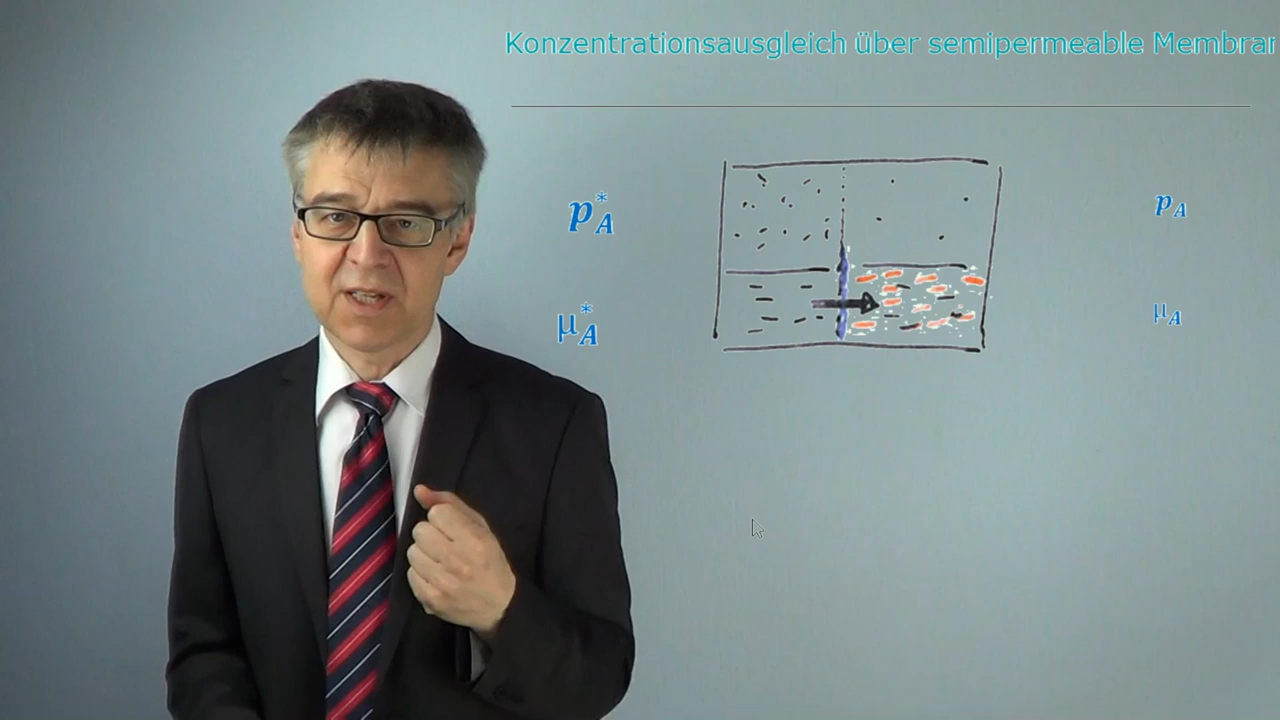 Konzentrationsausgleich über semipermeable Membran
p*A pA
μ*A μA